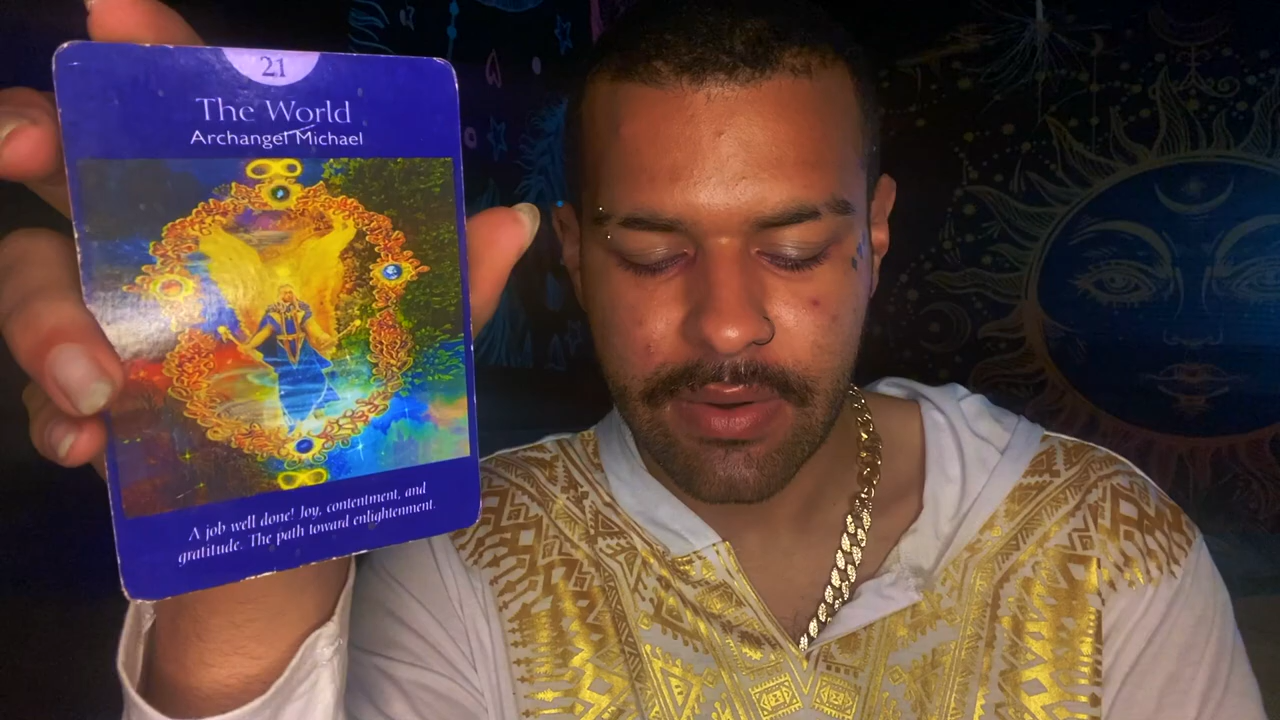 21
The World
Archangel Michael
A job well done! Joy, contentment, and
gratitude. The path toward enlightenment.